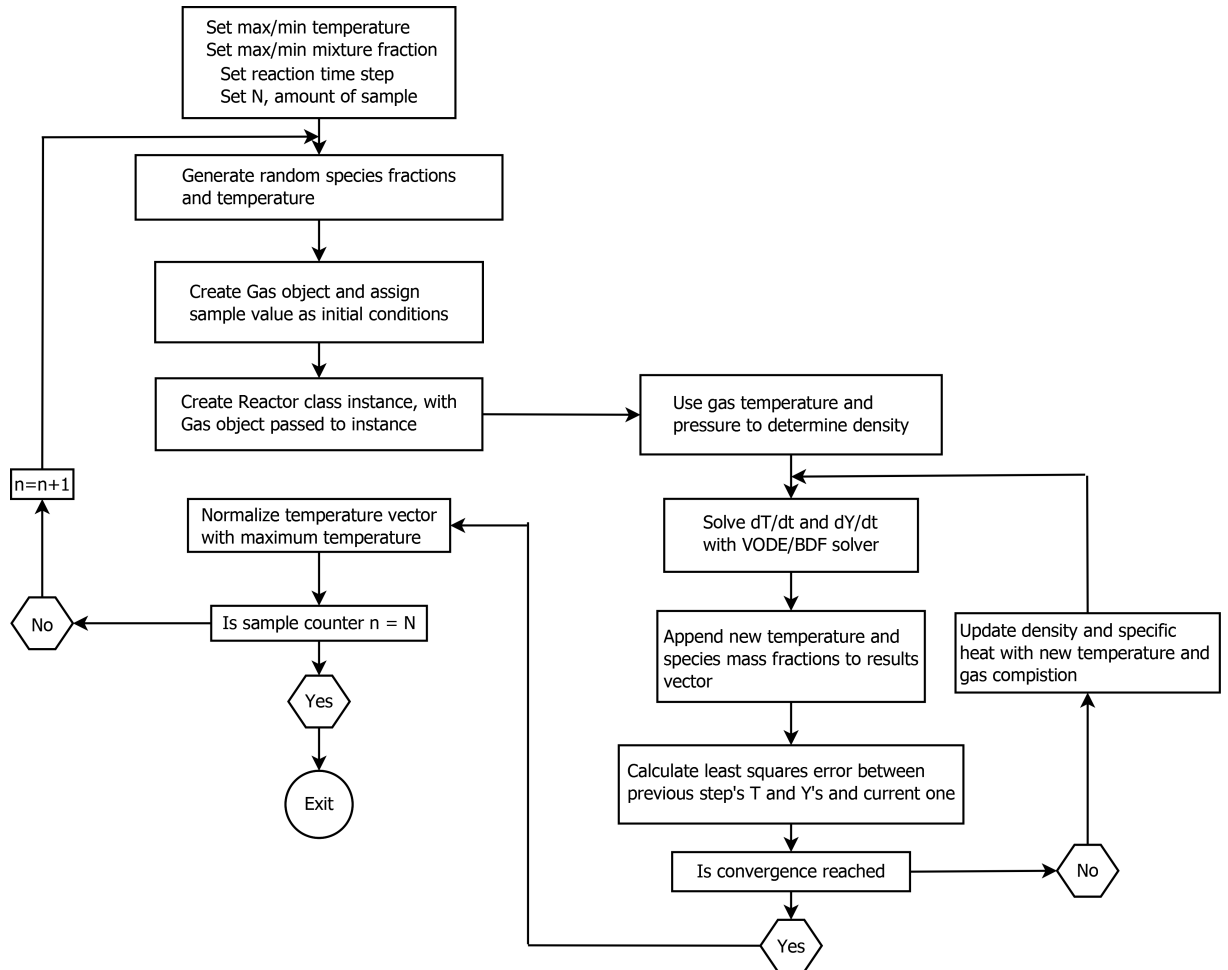 Set max/min temperature
Set max/min mixture fraction
Set reaction time step
Set N, amount of sample
Generate random species fractions
and temperature
Create Gas object and assign
sample value as initial conditions
Create Reactor class instance, with
Gas object passed to instance
Use gas temperature and
pressure to determine density
n=n+1
Normalize temperature vector
with maximum temperature
Solve dT/dt and dY/dt
with VODE/BDF solver
No
Is sample counter n = N
Append new temperature and
species mass fractions to results
vector
Update density and specific
heat with new temperature and
gas compistion
Yes
Calculate least squares error between
previous step's T and Y's and current one
Exit
Is convergence reached
No
Yes